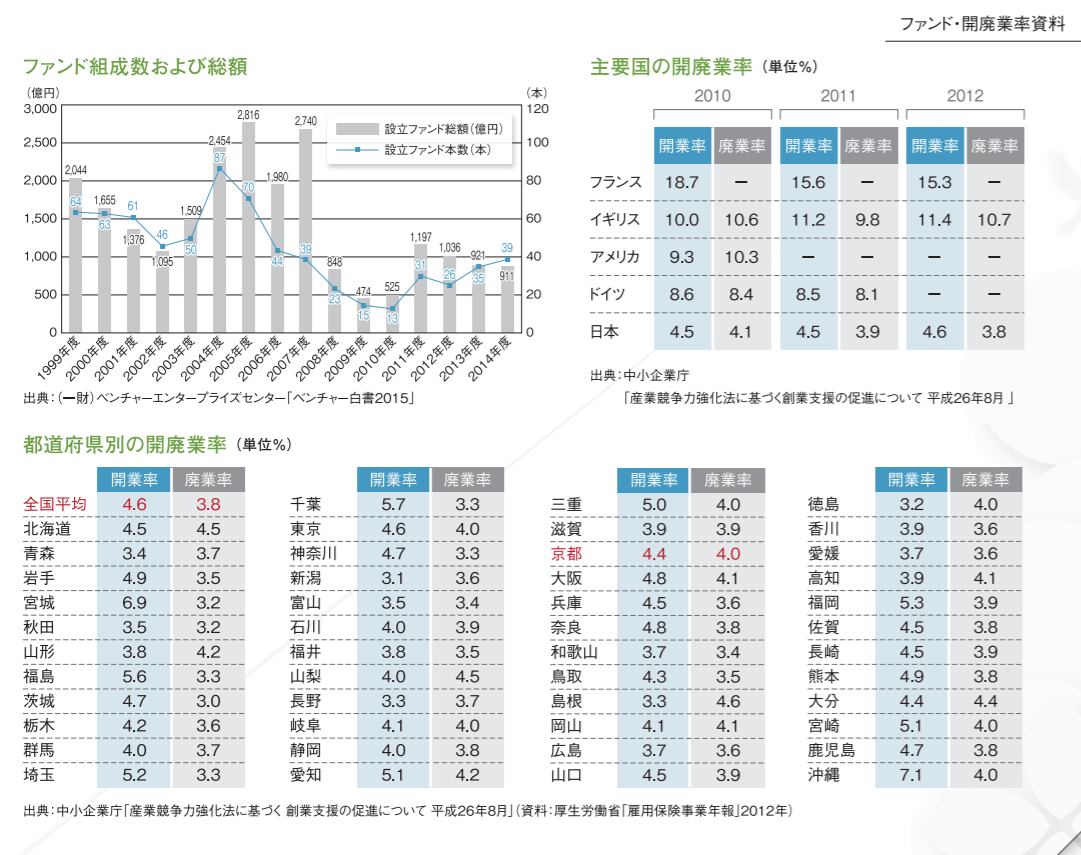 ファンド・開廃業率資料
ファンド組成数および総額
（億円）
（本）
3,000
2,500
2,000
1,500
1,000
500
0
120
100
80
60
40
20
0
設立ファンド総額（億円）
設立ファンド本数（本）
2,044
1,655
1,376
1,095
1,509
2,454
2,816
1,980
2,740
848
474
525
1,197
1,036
921
911
64
63
61
46
50
87
70
44
39
23
15
13
31
26
35
39
1999年度
2000年度
2001年度
2002年度
2003年度
2004年度
2005年度
2006年度
2007年度
2008年度
2009年度
2010年度
2011年度
2012年度
2013年度
2014年度
出典：（一財）ベンチャーエンタープライズセンター「ベンチャー白書2015」
主要国の開廃業率（単位%）
2010 2011 2012
開業率 廃業率 開業率 廃業率 開業率 廃業率
フランス 18.7 − 15.6 − 15.3 −
イギリス 10.0 10.6 11.2 9.8 11.4 10.7
アメリカ 9.3 10.3 − − − −
ドイツ 8.6 8.4 8.5 8.1 − −
日本 4.5 4.1 4.5 3.9 4.6 3.8
出典：中小企業庁
「産業競争力強化法に基づく創業支援の促進について 平成26年8月 」
都道府県別の開廃業率（単位%）
開業率 廃業率
全国平均 4.6 3.8
北海道 4.5 4.5
青森 3.4 3.7
岩手 4.9 3.5
宮城 6.9 3.2
秋田 3.5 3.2
山形 3.8 4.2
福島 5.6 3.3
茨城 4.7 3.0
栃木 4.2 3.6
群馬 4.0 3.7
埼玉 5.2 3.3
開業率 廃業率
千葉 5.7 3.3
東京 4.6 4.0
神奈川 4.7 3.3
新潟 3.1 3.6
富山 3.5 3.4
石川 4.0 3.9
福井 3.8 3.5
山梨 4.0 4.5
長野 3.3 3.7
岐阜 4.1 4.0
静岡 4.0 3.8
愛知 5.1 4.2
開業率 廃業率
三重 5.0 4.0
滋賀 3.9 3.9
京都 4.4 4.0
大阪 4.8 4.1
兵庫 4.5 3.6
奈良 4.8 3.8
和歌山 3.7 3.4
鳥取 4.3 3.5
島根 3.3 4.6
岡山 4.1 4.1
広島 3.7 3.6
山口 4.5 3.9
開業率 廃業率
徳島 3.2 4.0
香川 3.9 3.6
愛媛 3.7 3.6
高知 3.9 4.1
福岡 5.3 3.9
佐賀 4.5 3.8
長崎 4.5 3.9
熊本 4.9 3.8
大分 4.4 4.4
宮崎 5.1 4.0
鹿児島 4.7 3.8
沖縄 7.1 4.0
出典：中小企業庁「産業競争力強化法に基づく 創業支援の促進について 平成26年8月」（資料：厚生労働省「雇用保険事業年報」2012年）